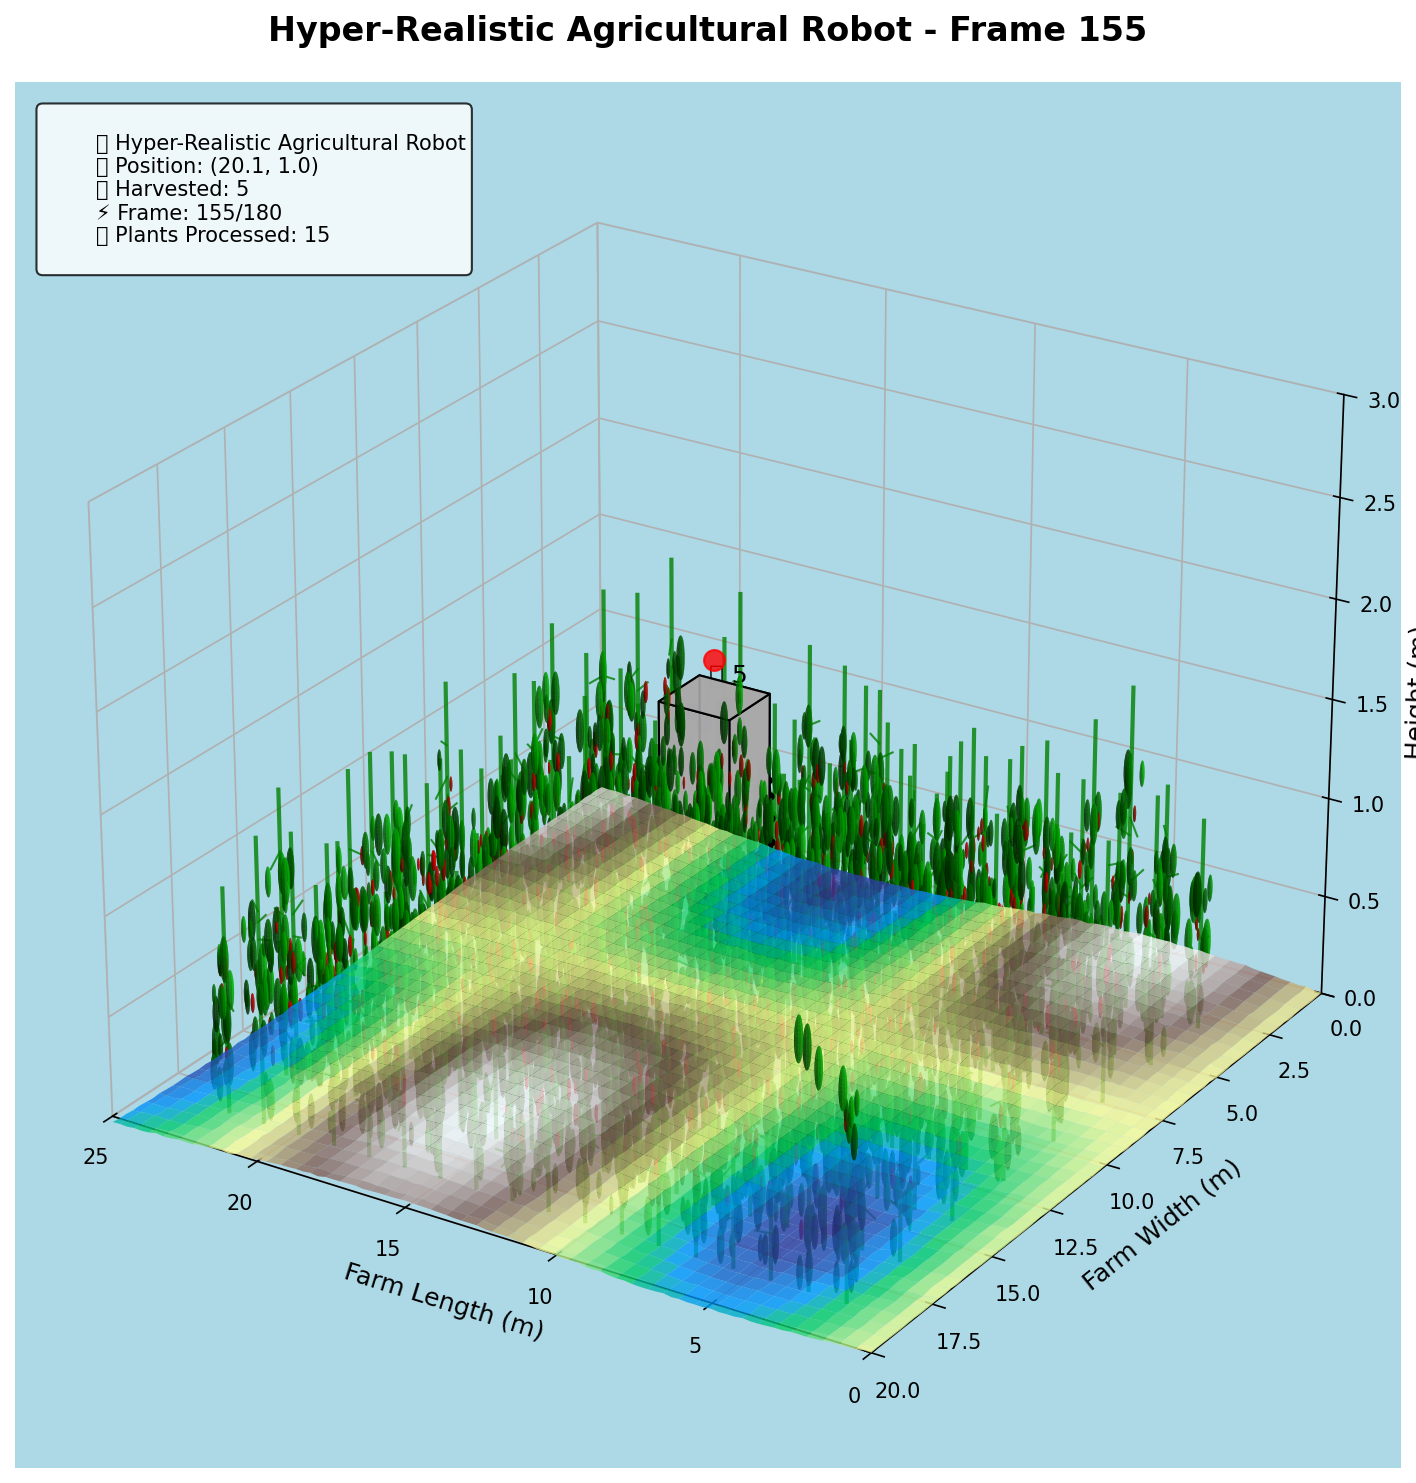 Hyper-Realistic Agricultural Robot - Frame 155
▯ Hyper-Realistic Agricultural Robot
▯ Position: (20.1, 1.0)
▯ Harvested: 5
⚡ Frame: 155/180
▯ Plants Processed: 15
3.0
2.5
2.0
1.5
1.0
0.5
0.0
Height (m)
▯ 5
0.0
2.5
5.0
7.5
10.0
12.5
15.0
17.5
20.0
Farm Width (m)
25
20
15
10
5
0
Farm Length (m)